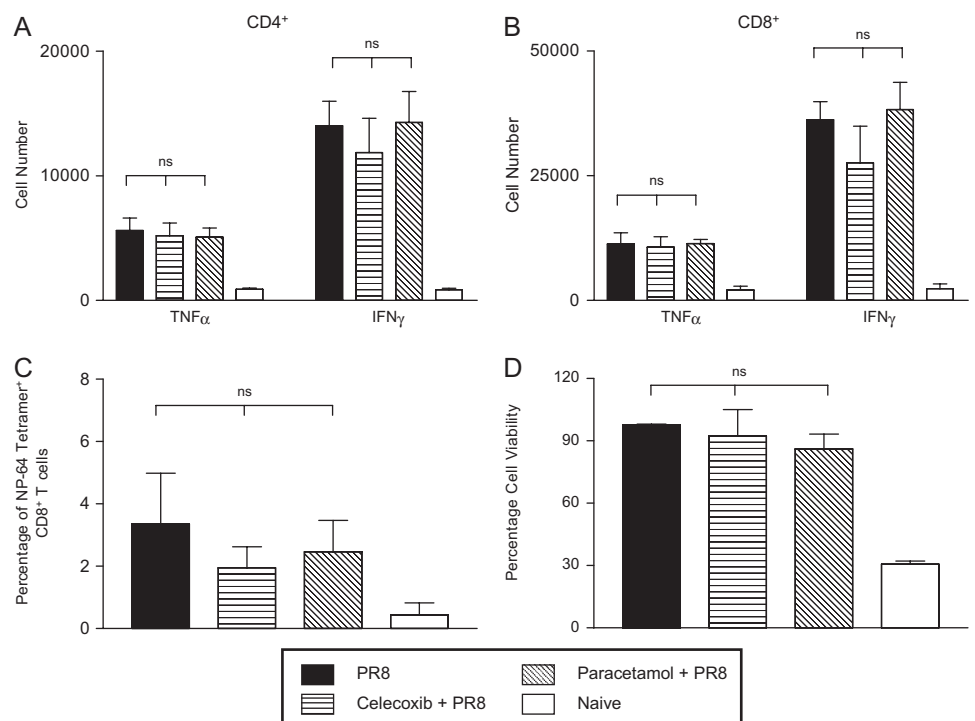 A
CD4+
20000
10000
0
Cell Number
ns
ns
TNFα
IFNγ
B
CD8+
50000
25000
0
Cell Number
ns
ns
TNFα
IFNγ
C
8
6
4
2
0
Percentage of NP-64 Tetramer+
CD8+ T cells
ns
D
120
90
60
30
0
Percentage Cell Viability
ns
PR8
Paracetamol + PR8
Celecoxib + PR8
Naive